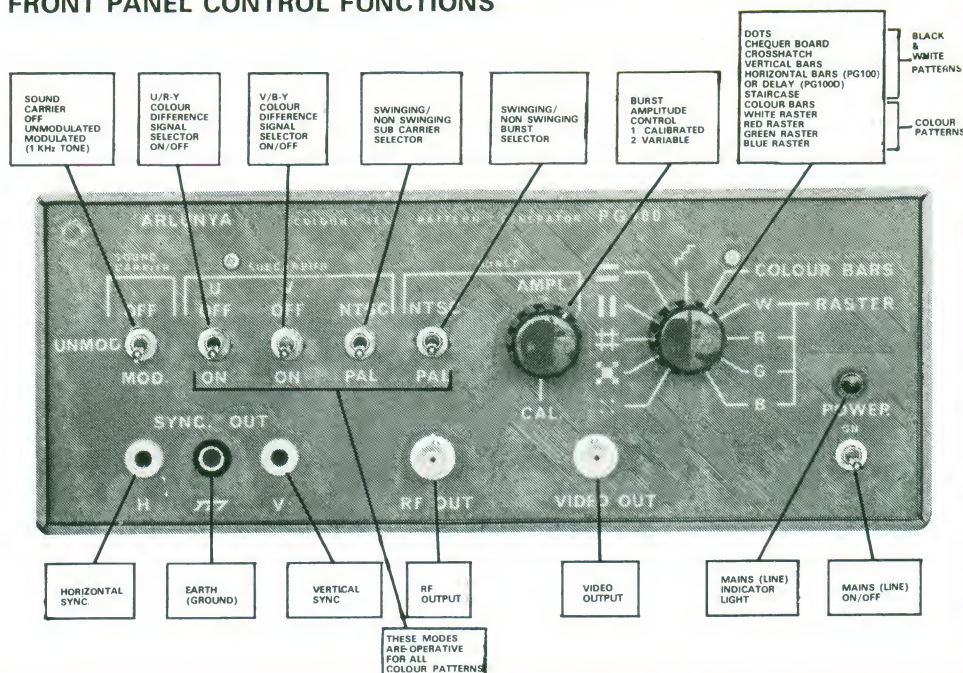 FRONT PANEL CONTROL FUNCTIONS
SOUND
CARRIER
OFF
UNMODULATED
MODULATED
(1 KHz TONE)
U/R-Y
COLOUR
DIFFERENCE
SIGNAL
SELECTOR
ON/OFF
V/B-Y
COLOUR
DIFFERENCE
SIGNAL
SELECTOR
ON/OFF
SWINGING/
NON SWINGING
SUB CARRIER
SELECTOR
SWINGING/
NON SWINGING
BURST
SELECTOR
BURST
AMPLITUDE
CONTROL
1 CALIBRATED
2 VARIABLE
DOTS
CHEQUER BOARD
CROSSHATCH
VERTICAL BARS
HORIZONTAL BARS (PG100)
OR DELAY (PG100D)
STAIRCASE
COLOUR BARS
WHITE RASTER
RED RASTER
GREEN RASTER
BLUE RASTER
BLACK
&
WHITE
PATTERNS
COLOUR
PATTERNS
ARLUNYA PATTERN GENERATOR PG100
SOUND
CARRIER
SUBCARRIER
U
OFF OFF OFF NTSC NTSC AMPL
COLOUR BARS
W RASTER
R
G
B
UNMOD
MOD. ON ON PAL PAL CAL.
POWER
ON
SYNC. OUT
H V RF OUT VIDEO OUT
HORIZONTAL
SYNC.
EARTH
(GROUND)
VERTICAL
SYNC
RF
OUTPUT
VIDEO
OUTPUT
MAINS (LINE)
INDICATOR
LIGHT
MAINS (LINE)
ON/OFF
THESE MODES
ARE OPERATIVE
FOR ALL
COLOUR PATTERNS